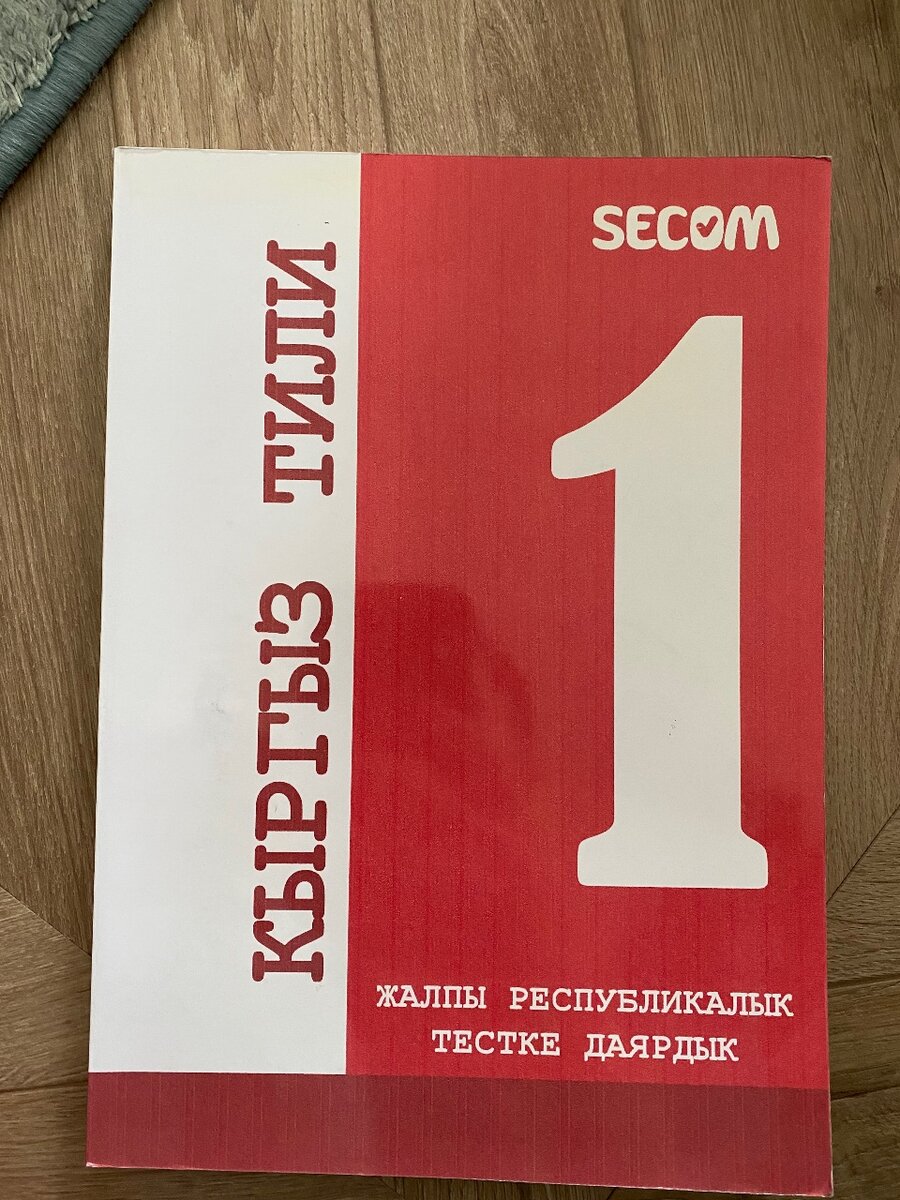 SECOM
КЫРГЫЗ ТИЛИ
1
ЖАЛПЫ РЕСПУБЛИКАЛЫК
ТЕСТКЕ ДАЯРДЫК